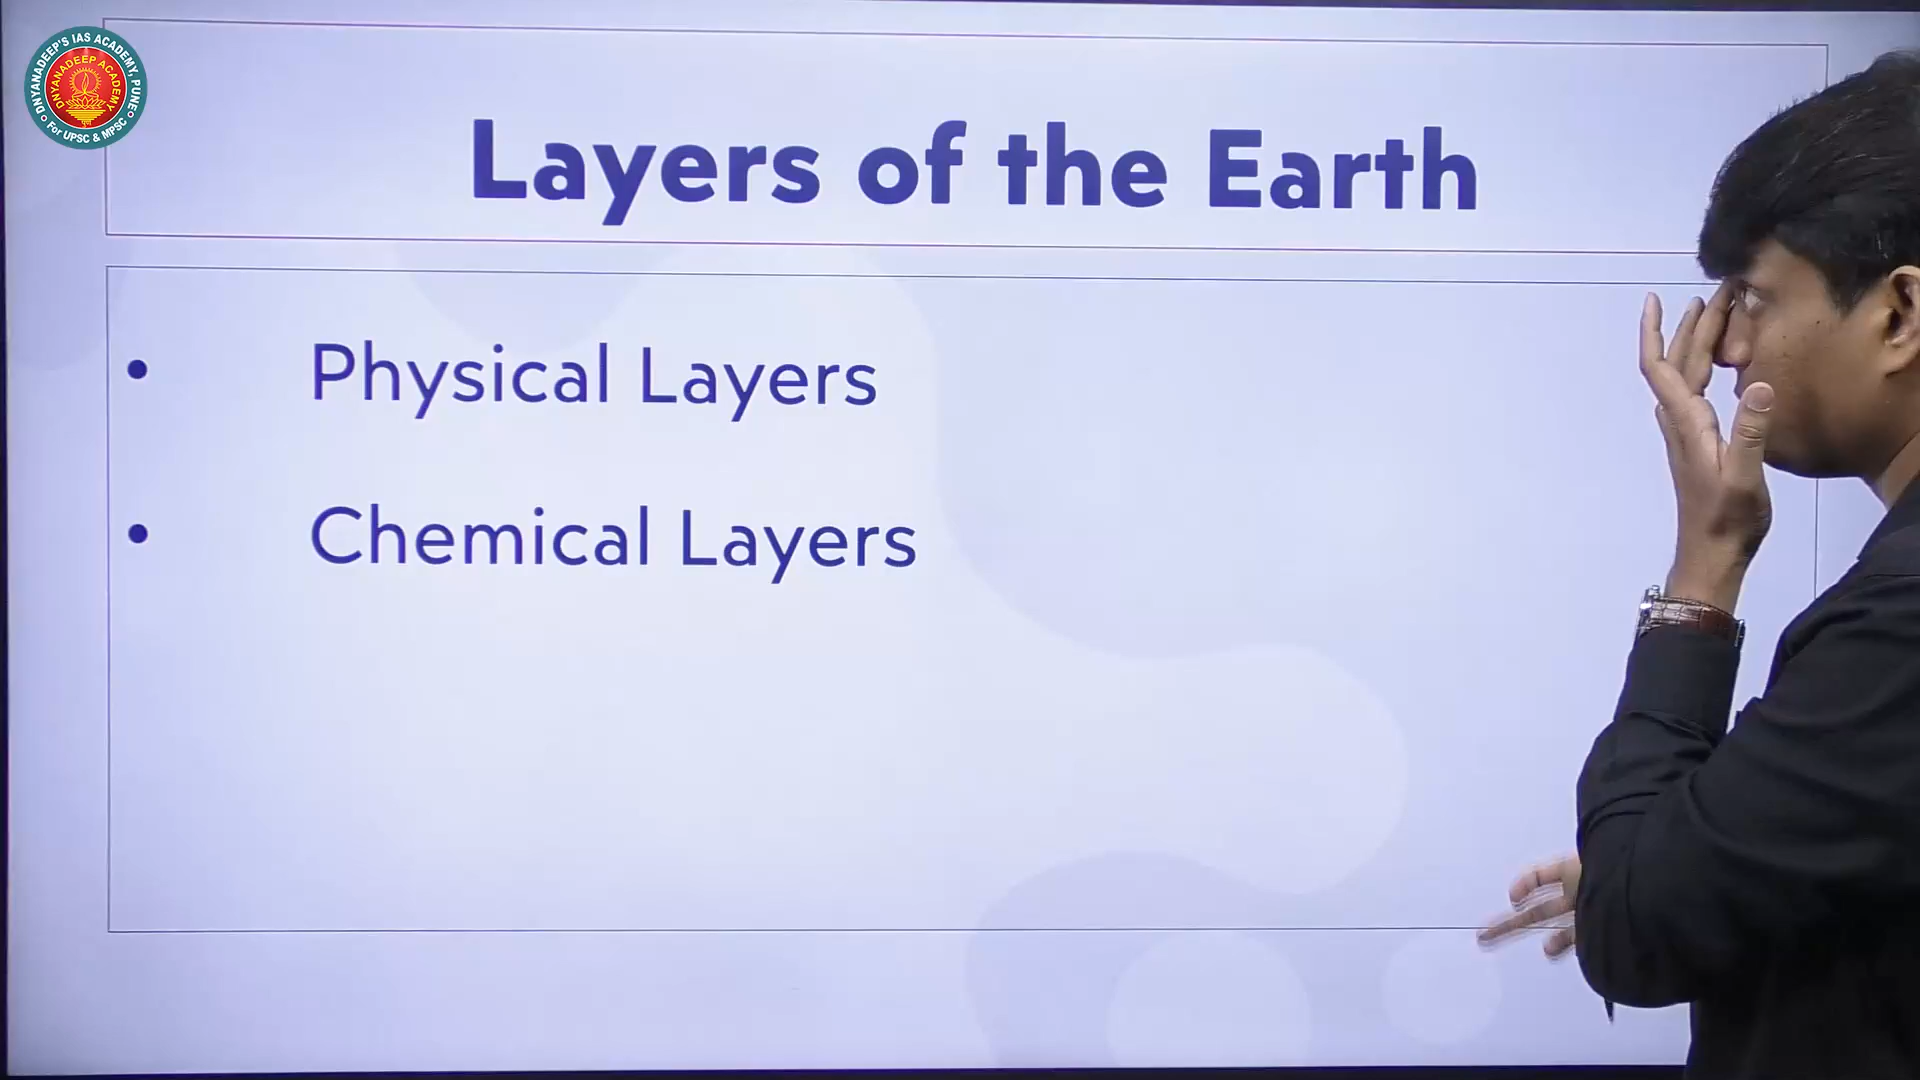 DNYANADEEP'S IAS ACADEMY, PUNE
DNYANADEEP ACADEMY
For UPSC & MPSC
Layers of the Earth
• Physical Layers
• Chemical Layers